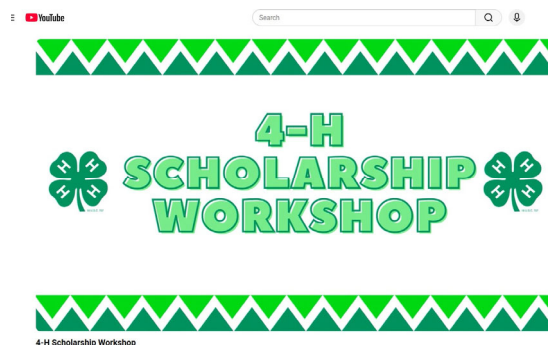 YouTube
Search
4-H
SCHOLARSHIP
WORKSHOP
H H
H H
H H
H H
4-H Scholarship Workshop